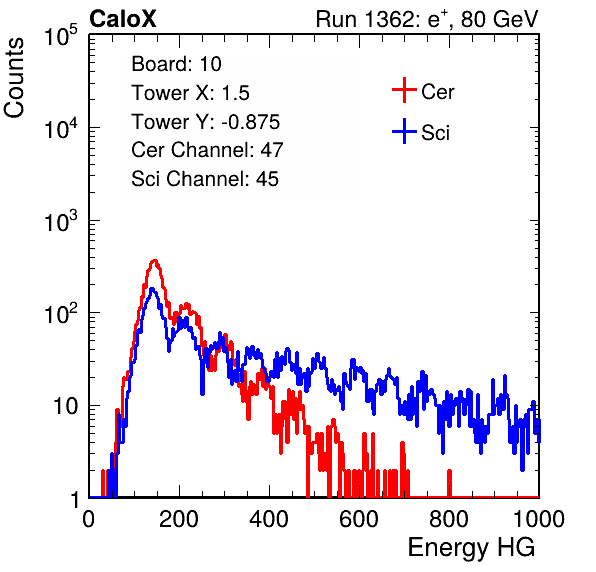 CaloX Run 1362: e⁺, 80 GeV
Counts
Board: 10
Tower X: 1.5
Tower Y: -0.875
Cer Channel: 47
Sci Channel: 45
Cer
Sci
10⁵
10⁴
10³
10²
10
1
0 200 400 600 800 1000
Energy HG